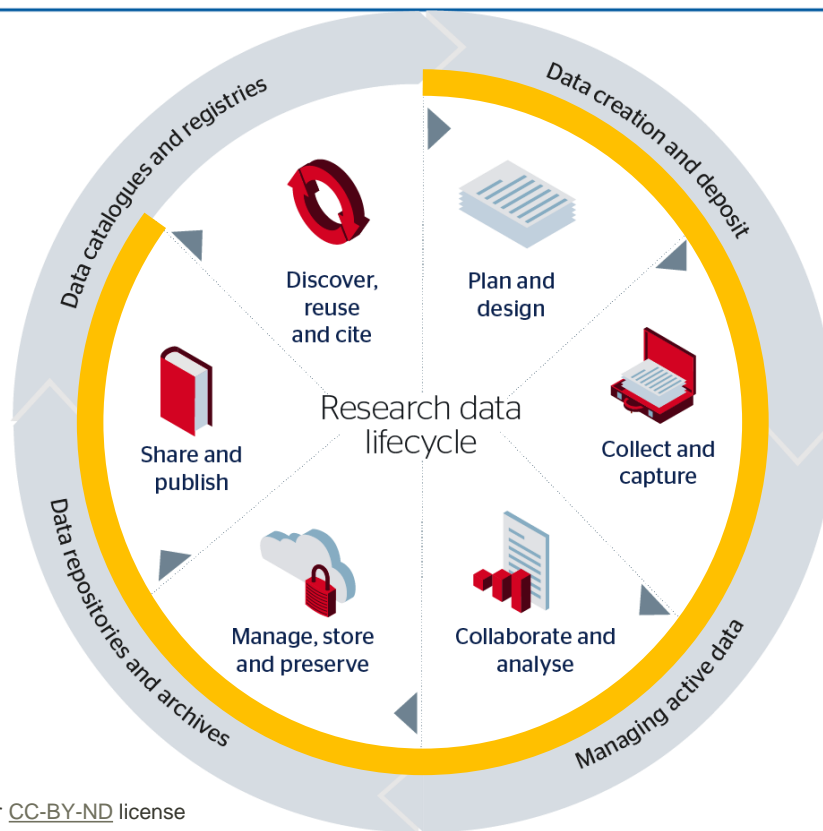 Data creation and deposit
Data catalogues and registries
Discover,
reuse
and cite
Plan and
design
Share and
publish
Research data
lifecycle
Collect and
capture
Manage, store
and preserve
Collaborate and
analyse
Data repositories and archives
Managing active data
CC-BY-ND license